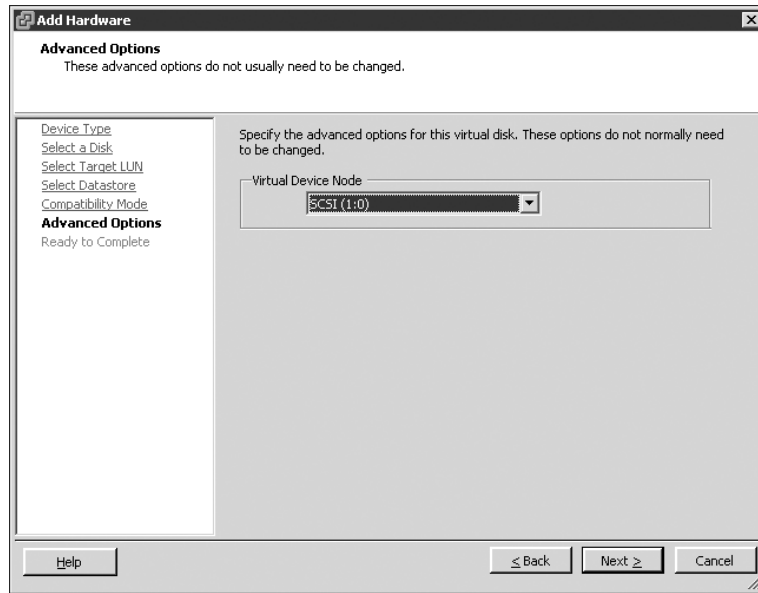 Add Hardware
Advanced Options
These advanced options do not usually need to be changed.
Device Type
Select a Disk
Select Target LUN
Select Datastore
Compatibility Mode
Advanced Options
Ready to Complete
Specify the advanced options for this virtual disk. These options do not normally need
to be changed.
Virtual Device Node
SCSI (1:0)
Help
< Back
Next >
Cancel